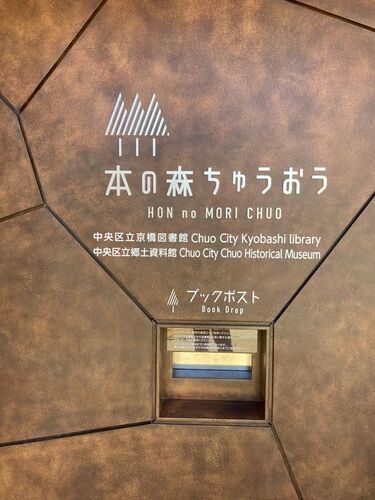 本の森ちゅうおう
HON no MORI CHUO
中央区立京橋図書館 Chuo City Kyobashi library
中央区立郷土資料館 Chuo City Chuo Historical Museum
ブックポスト
Book Drop